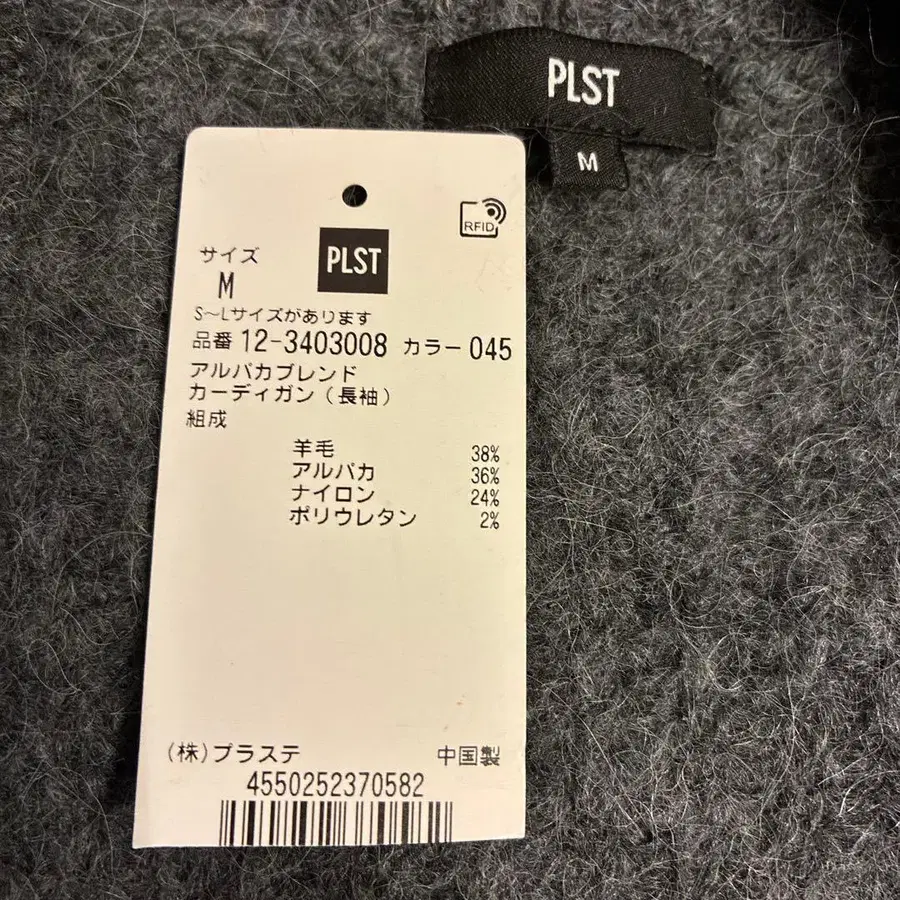 PLST
M
RFID
PLST
サイズ
M
S~Lサイズがあります
品番 12-3403008 カラー 045
アルパカブレンド
カーディガン(長袖)
組成
羊毛 38%
アルパカ 36%
ナイロン 24%
ポリウレタン 2%
(株)プラステ 中国製
4550252370582